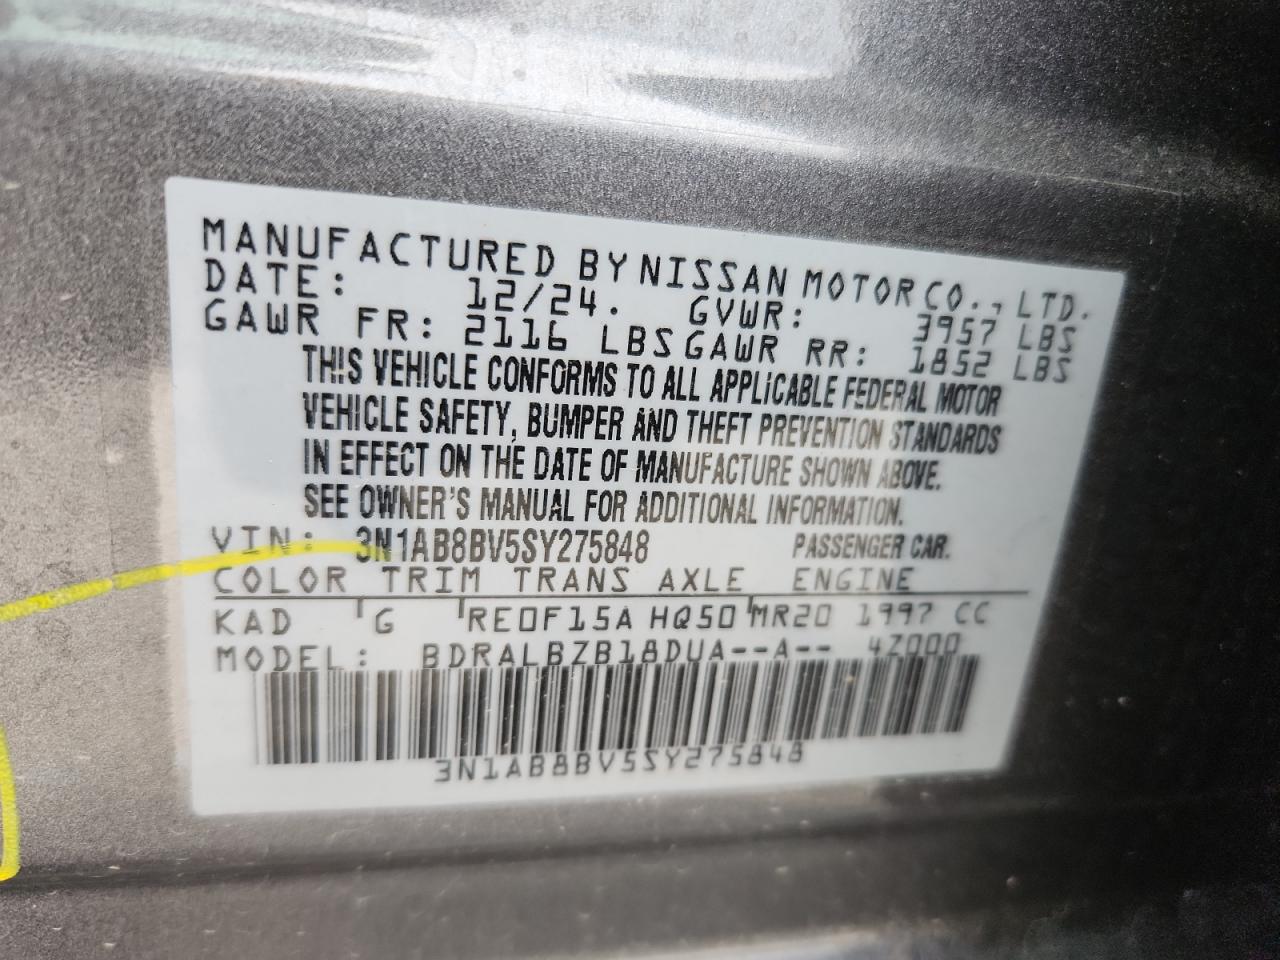 MANUFACTURED BY NISSAN MOTOR CO., LTD.
DATE: 12/24. GVWR: 3957 LBS
GAWR FR: 2116 LBS GAWR RR: 1852 LBS
THIS VEHICLE CONFORMS TO ALL APPLICABLE FEDERAL MOTOR
VEHICLE SAFETY, BUMPER AND THEFT PREVENTION STANDARDS
IN EFFECT ON THE DATE OF MANUFACTURE SHOWN ABOVE.
SEE OWNER'S MANUAL FOR ADDITIONAL INFORMATION.
VIN: 3N1AB8BV5SY275848 PASSENGER CAR.
COLOR TRIM TRANS AXLE ENGINE
KAD G RE0F15A HQ50 MR20 1997 CC
MODEL: BDRALBZB18DUA--A-- 4Z000
3N1AB8BV5SY275848